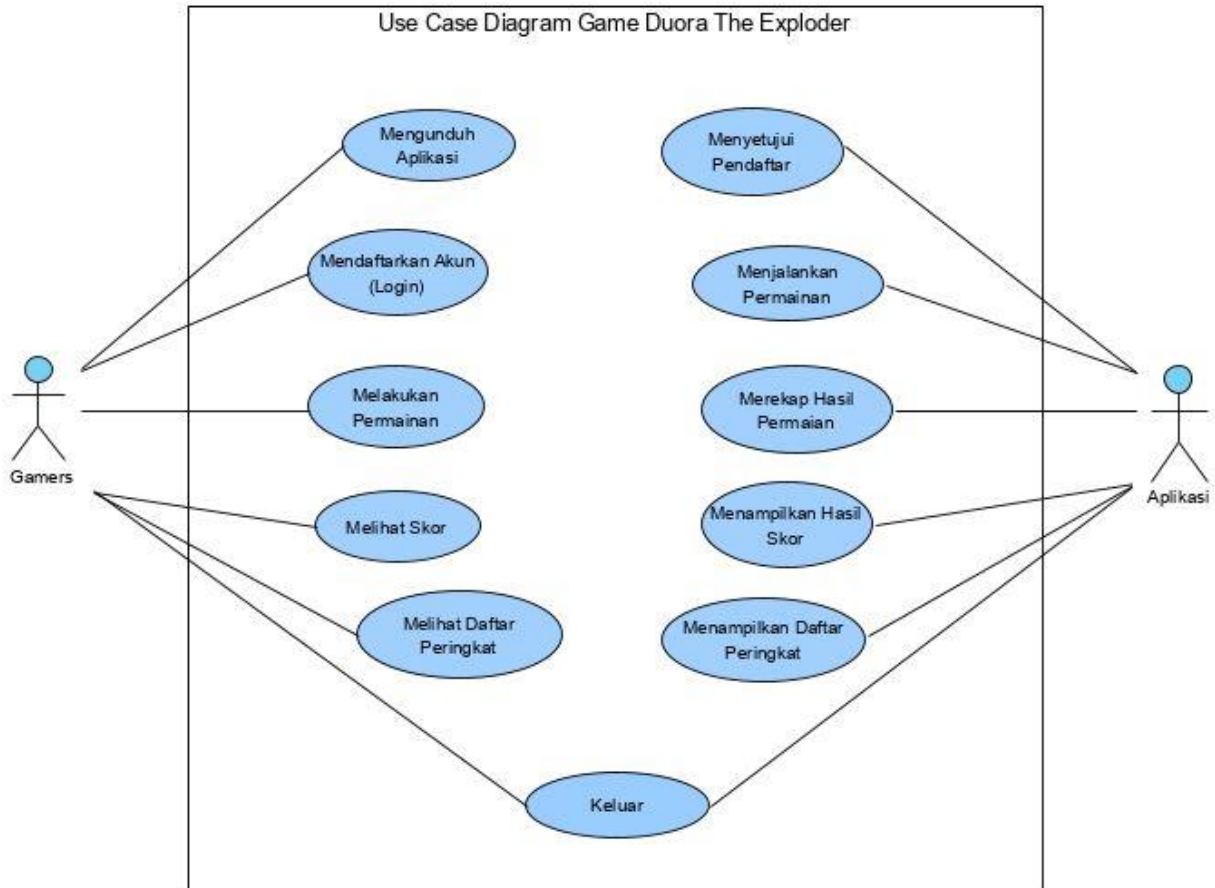 Use Case Diagram Game Duora The Exploder
Mengunduh
Aplikasi
Menyetujui
Pendaftar
Mendaftarkan Akun
(Login)
Menjalankan
Permainan
Melakukan
Permainan
Merekap Hasil
Permaian
Gamers
Aplikasi
Melihat Skor
Menampilkan Hasil
Skor
Melihat Daftar
Peringkat
Menampilkan Daftar
Peringkat
Keluar